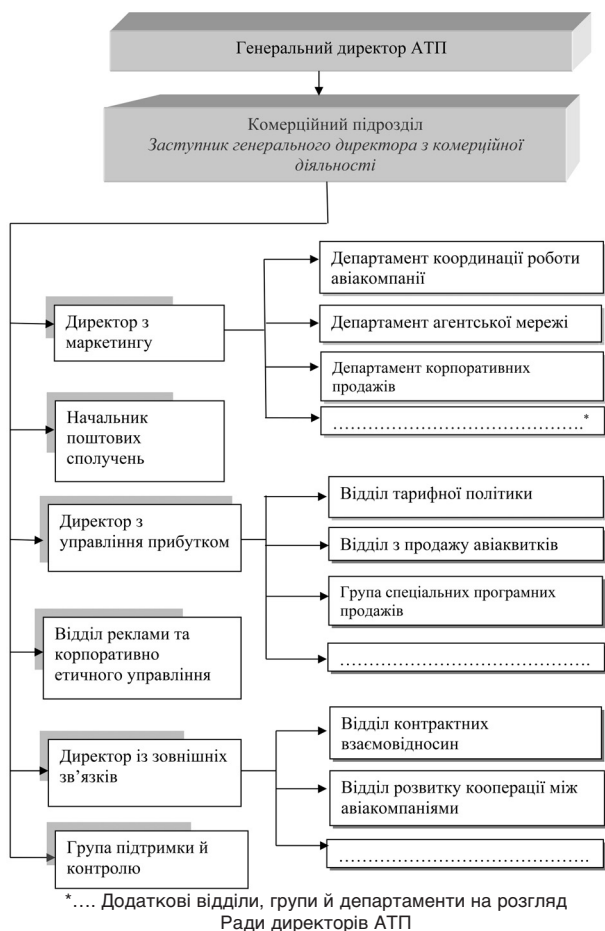 Генеральний директор АТП
Комерційний підрозділ
Заступник генерального директора з комерційної
діяльності
Директор з
маркетингу
Департамент координації роботи
авіакомпанії
Департамент агентської мережі
Департамент корпоративних
продажів
……………………………………*
Начальник
поштових
сполучень
Директор з
управління прибутком
Відділ тарифної політики
Відділ з продажу авіаквитків
Група спеціальних програмних
продажів
…………………………………….
Відділ реклами та
корпоративно
етичного управління
Директор із зовнішніх
зв’язків
Відділ контрактних
взаємовідносин
Відділ розвитку кооперації між
авіакомпаніями
…………………………………….
Група підтримки й
контролю
*…. Додаткові відділи, групи й департаменти на розгляд
Ради директорів АТП